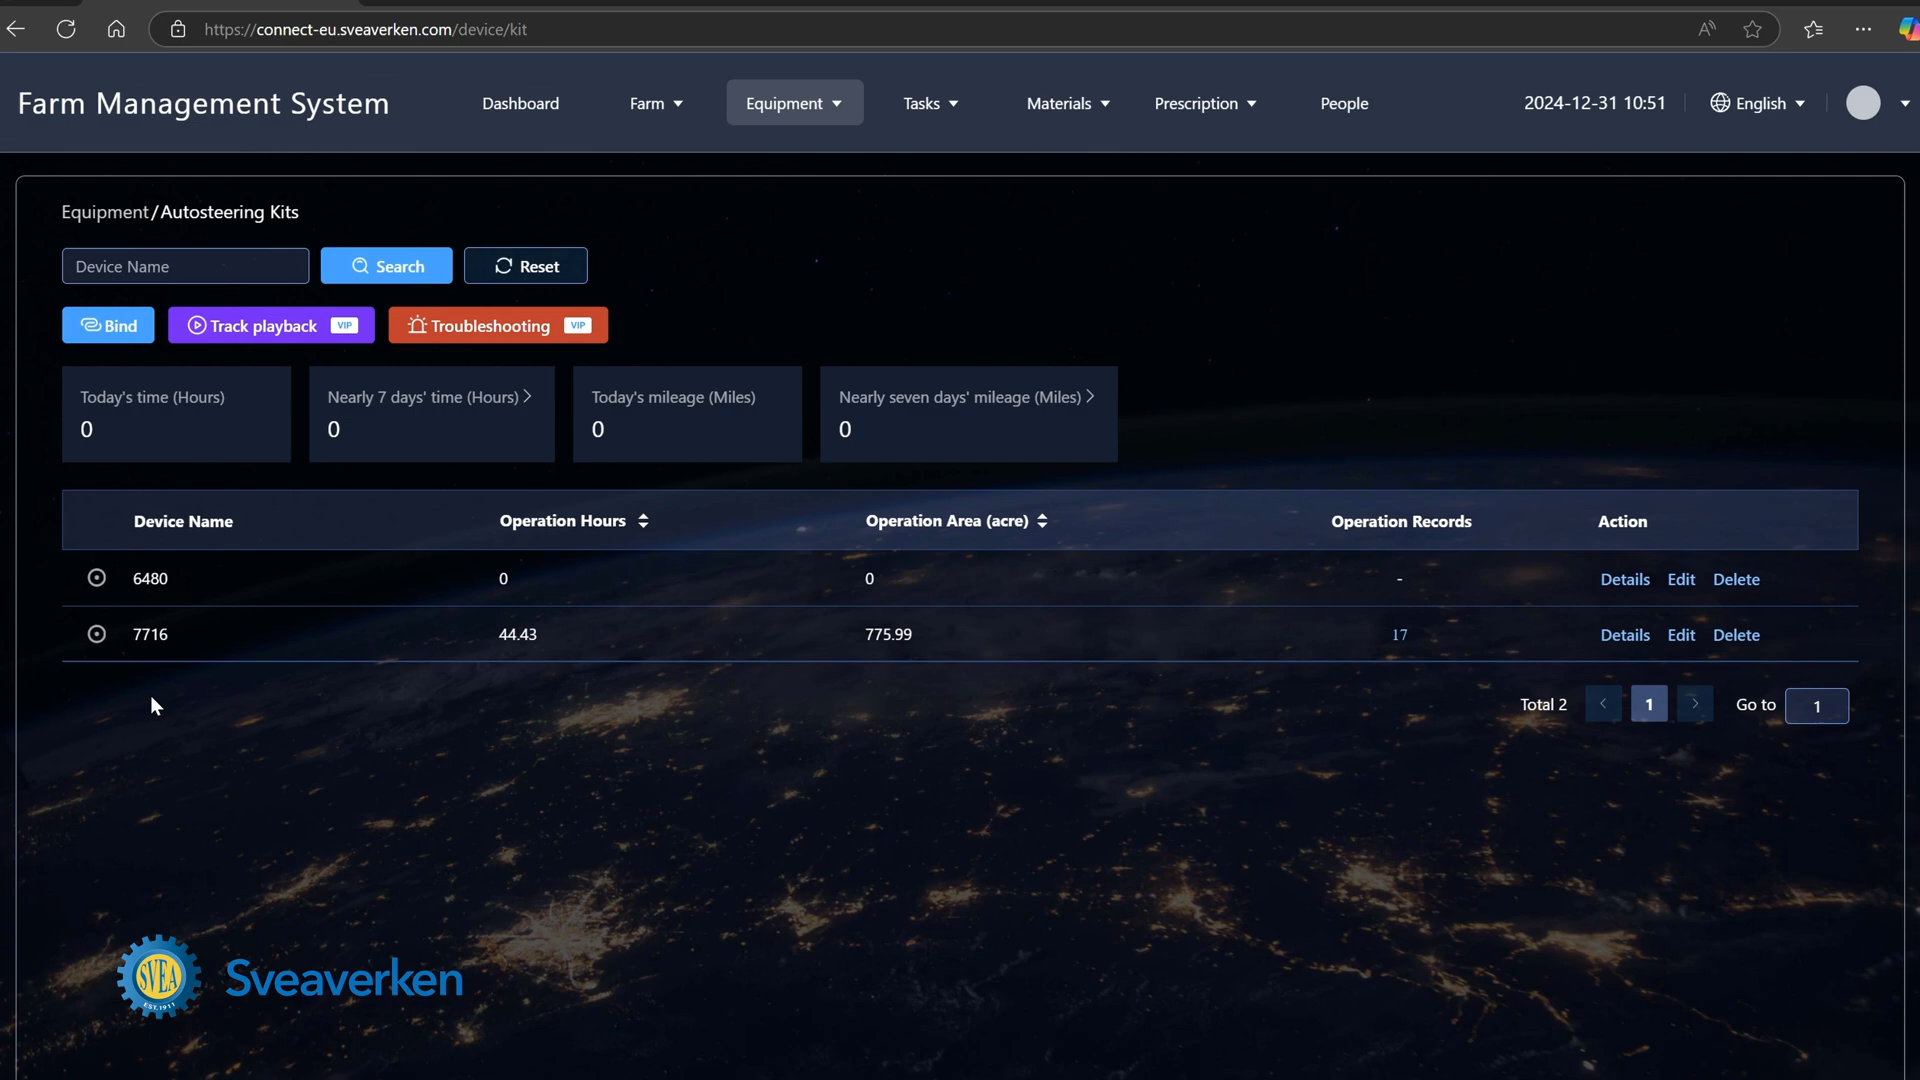 https://connect-eu.sveaverken.com/device/kit
Farm Management System
Dashboard
Farm
Equipment
Tasks
Materials
Prescription
People
2024-12-31 10:51
English
Equipment/Autosteering Kits
Device Name
Search
Reset
Bind
Track playback VIP
Troubleshooting VIP
Today's time (Hours)
0
Nearly 7 days' time (Hours)
0
Today's mileage (Miles)
0
Nearly seven days' mileage (Miles)
0
Device Name Operation Hours Operation Area (acre) Operation Records Action
6480 0 0 - Details Edit Delete
7716 44.43 775.99 17 Details Edit Delete
Total 2 1 Go to 1
SVEA
EST.1911
Sveaverken